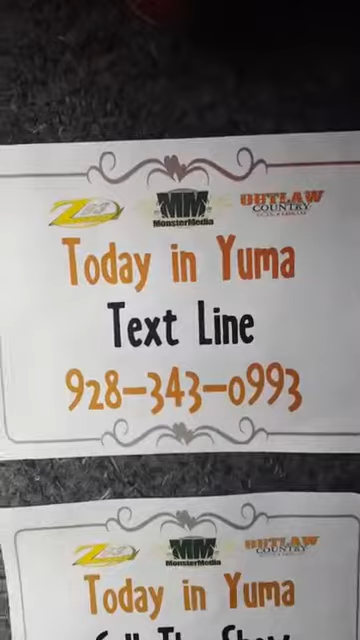 MM
MonsterMedia
OUTLAW
COUNTRY
Today in Yuma
Text Line
928-343-0993
MM
MonsterMedia
OUTLAW
COUNTRY
Today in Yuma